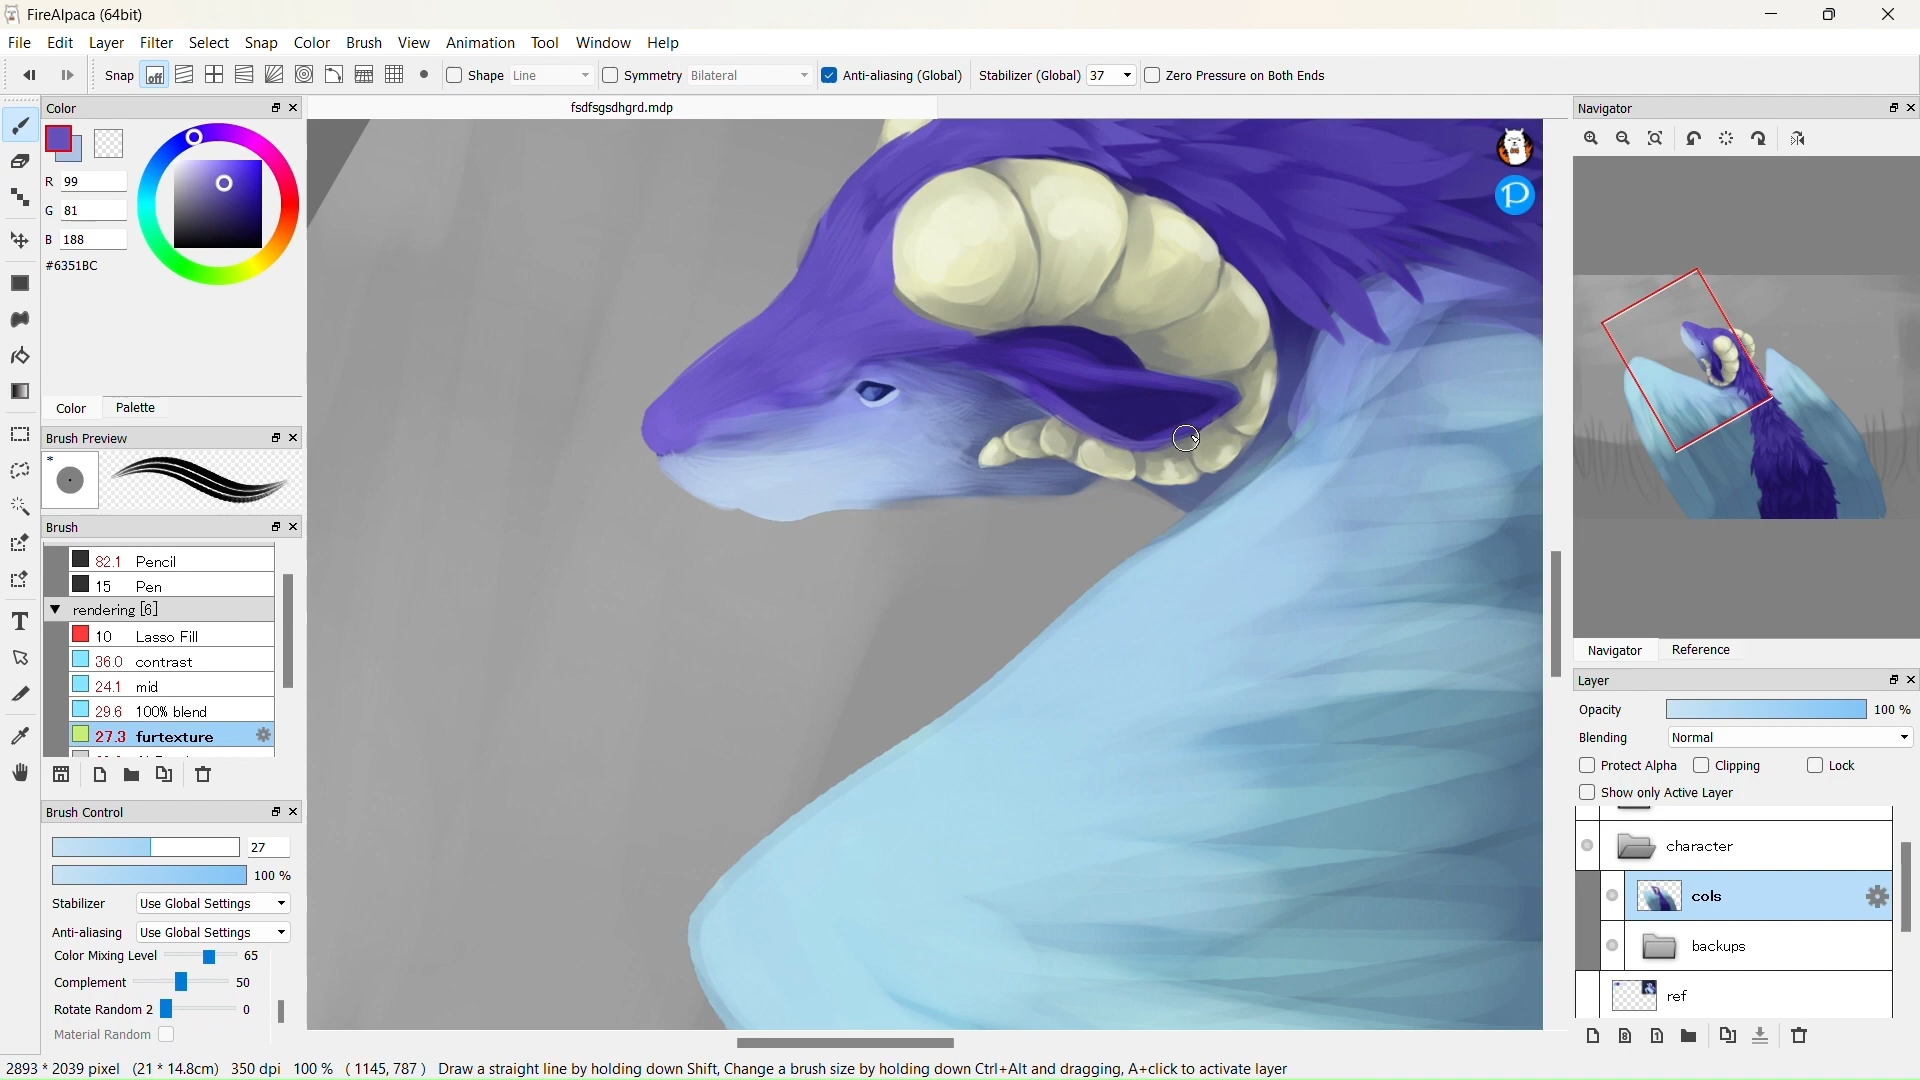 FireAlpaca (64bit)
File Edit Layer Filter Select Snap Color Brush View Animation Tool Window Help
Snap off Shape Line Symmetry Bilateral Anti-aliasing (Global) Stabilizer (Global) 37 Zero Pressure on Both Ends
Color
fsdfsgsdhgrd.mdp
Navigator
R 99
G 81
B 188
#6351BC
Color Palette
Brush Preview
*
Brush
82.1 Pencil
15 Pen
rendering [6]
10 Lasso Fill
36.0 contrast
24.1 mid
29.6 100% blend
27.3 furtexture
Brush Control
27
100 %
Stabilizer Use Global Settings
Anti-aliasing Use Global Settings
Color Mixing Level 65
Complement 50
Rotate Random 2 0
Material Random
P
Navigator Reference
Layer
Opacity 100 %
Blending Normal
Protect Alpha Clipping Lock
Show only Active Layer
character
cols
backups
ref
2893 * 2039 pixel (21 * 14.8cm) 350 dpi 100 % ( 1145, 787 ) Draw a straight line by holding down Shift, Change a brush size by holding down Ctrl+Alt and dragging, A+click to activate layer